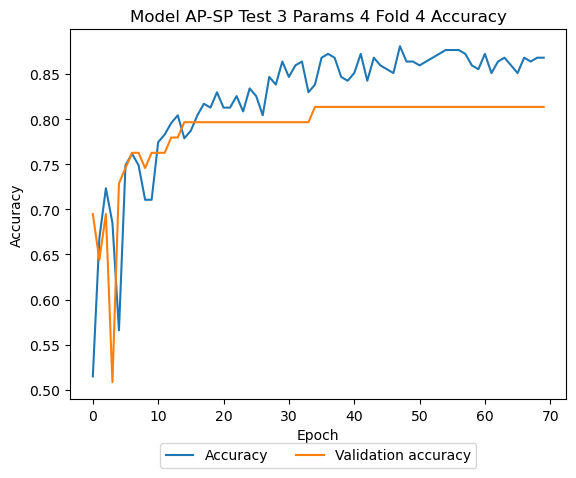 Model AP-SP Test 3 Params 4 Fold 4 Accuracy
0.85
0.80
0.75
0.70
0.65
0.60
0.55
0.50
Accuracy
0 10 20 30 40 50 60 70
Epoch
Accuracy Validation accuracy